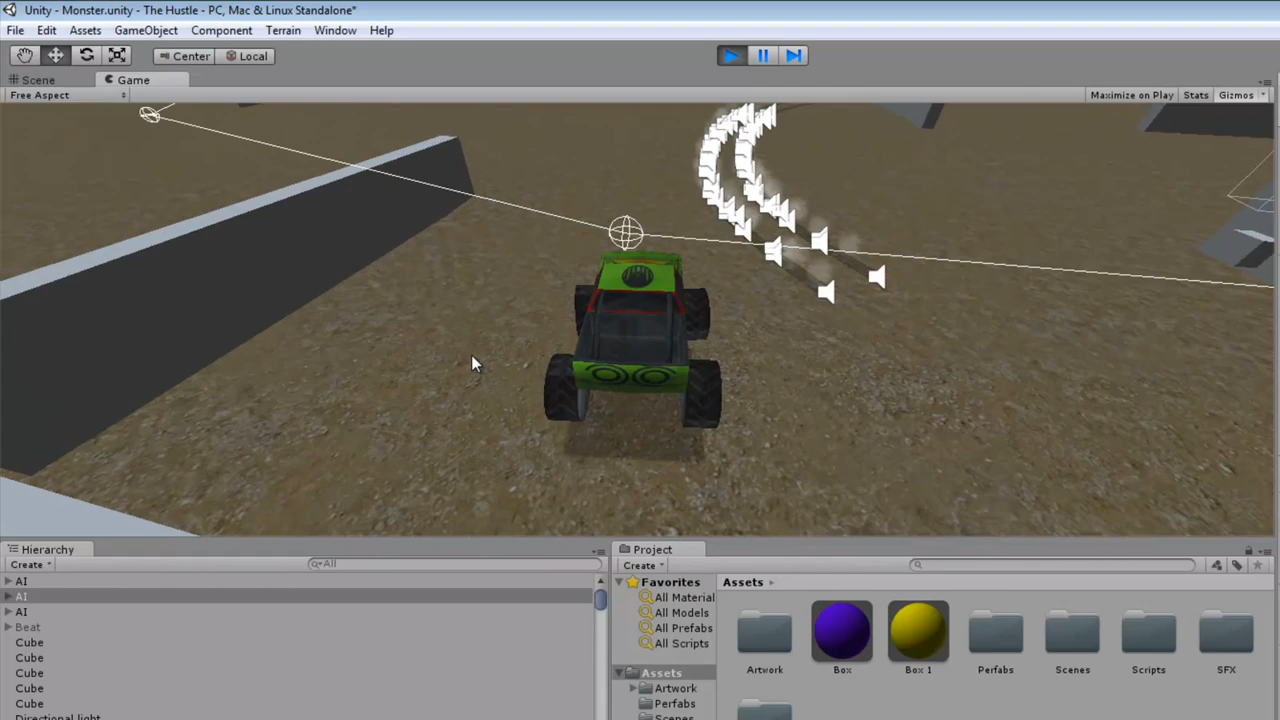 Unity - Monster.unity - The Hustle - PC, Mac & Linux Standalone*
File Edit Assets GameObject Component Terrain Window Help
Center Local
Scene Game
Free Aspect Maximize on Play Stats Gizmos
Hierarchy
Create All
AI
AI
AI
Beat
Cube
Cube
Cube
Cube
Cube
Directional light
Project
Create
Favorites
All Material
All Models
All Prefabs
All Scripts
Assets
Artwork
Perfabs
Scenes
Assets
Artwork Box Box 1 Perfabs Scenes Scripts SFX